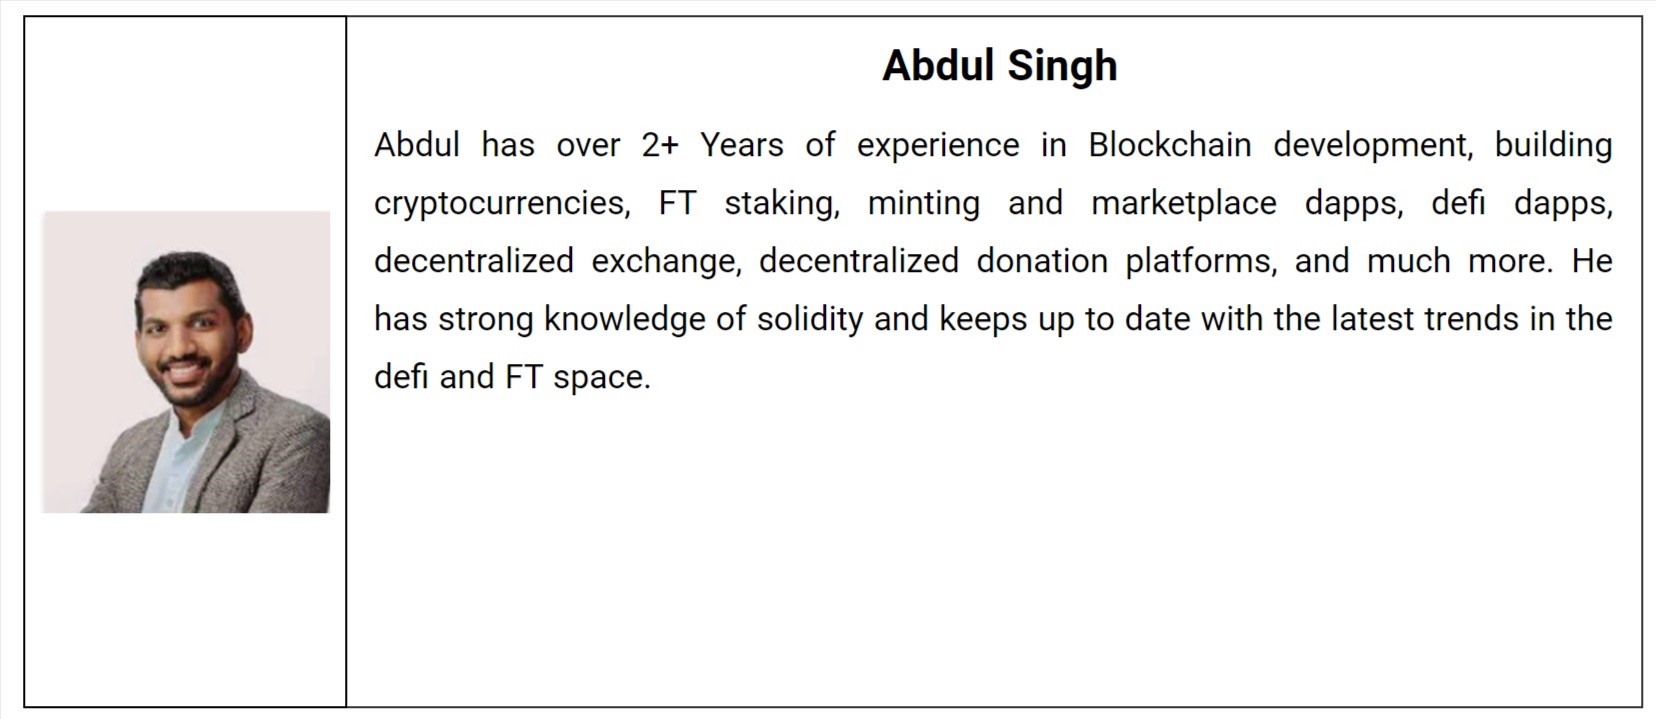 Abdul Singh
Abdul has over 2+ Years of experience in Blockchain development, building
cryptocurrencies, FT staking, minting and marketplace dapps, defi dapps,
decentralized exchange, decentralized donation platforms, and much more. He
has strong knowledge of solidity and keeps up to date with the latest trends in the
defi and FT space.